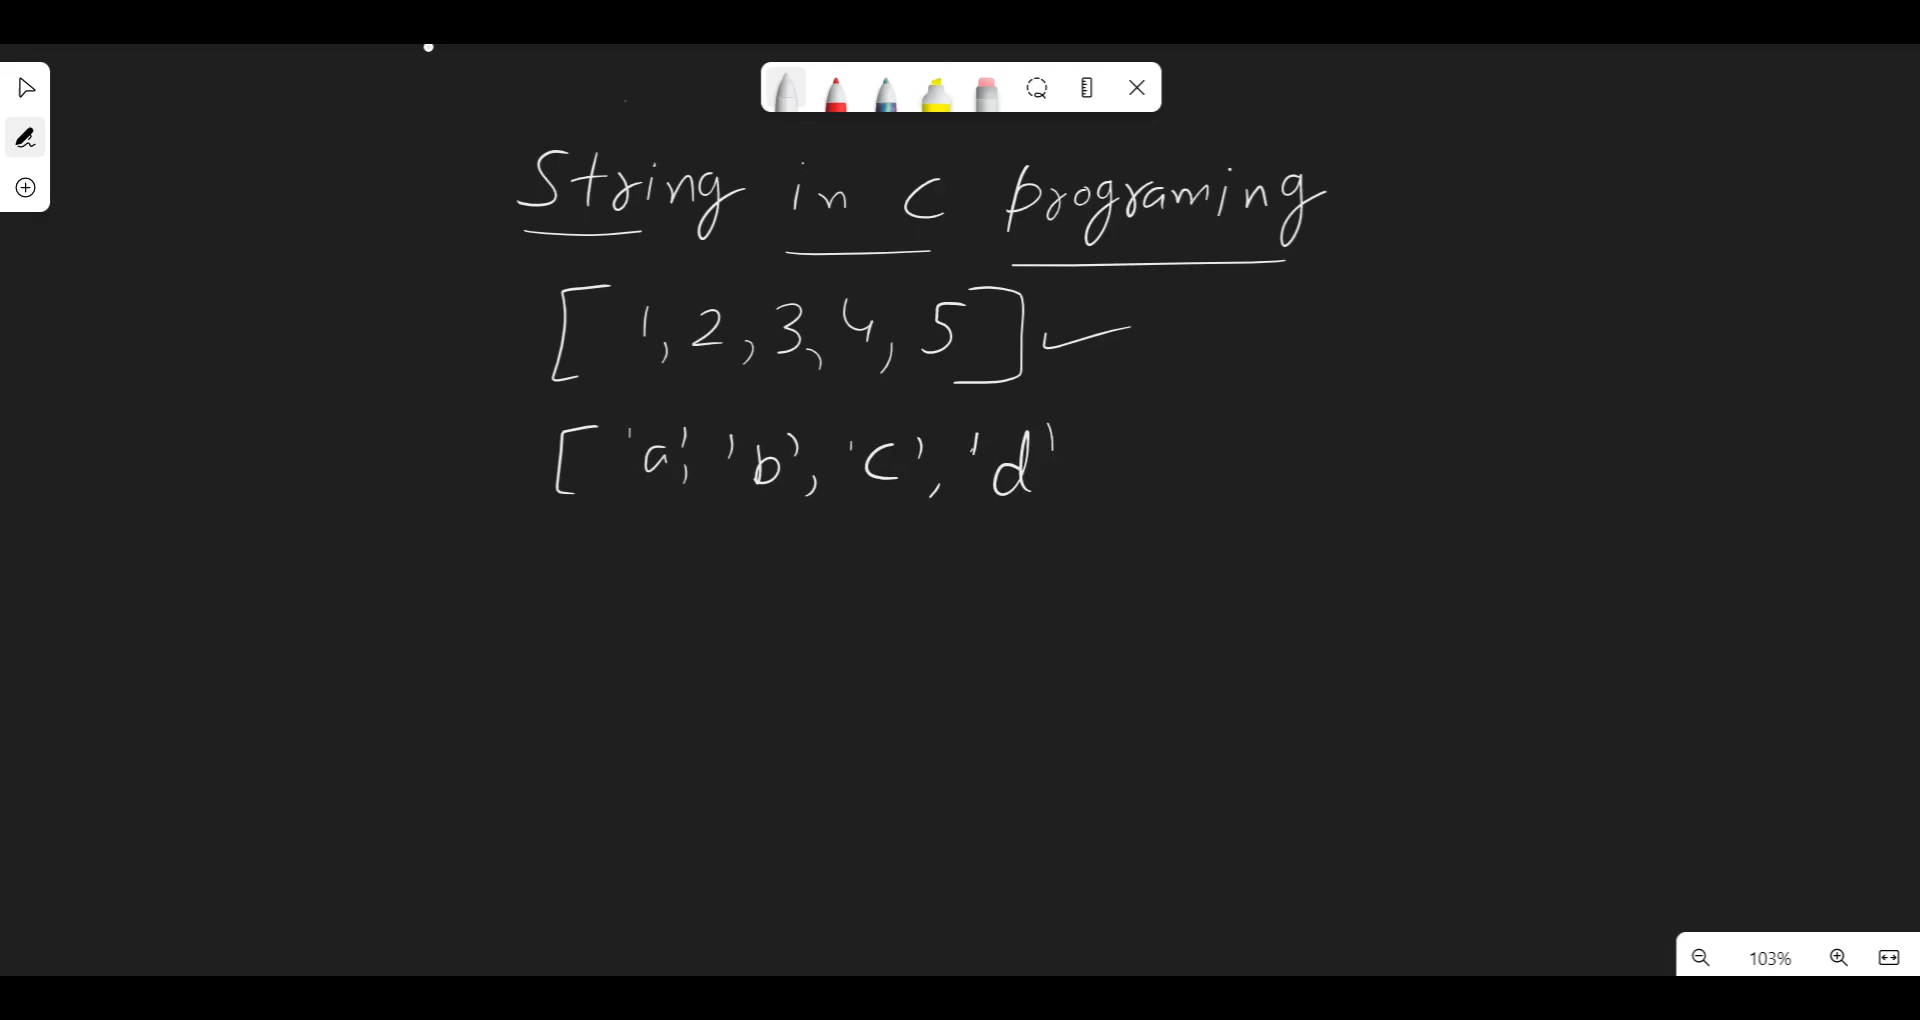 String in C programing
[ 1, 2, 3, 4, 5 ]
[ 'a', 'b', 'c', 'd'
103%